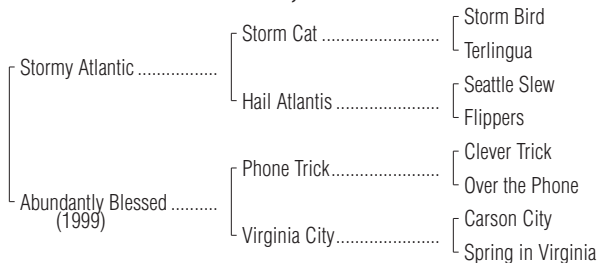 Storm Bird
Storm Cat ........................
Terlingua
Stormy Atlantic ................
Seattle Slew
Hail Atlantis .....................
Flippers
Clever Trick
Phone Trick.......................
Over the Phone
Abundantly Blessed .........
(1999)
Carson City
Virginia City......................
Spring in Virginia